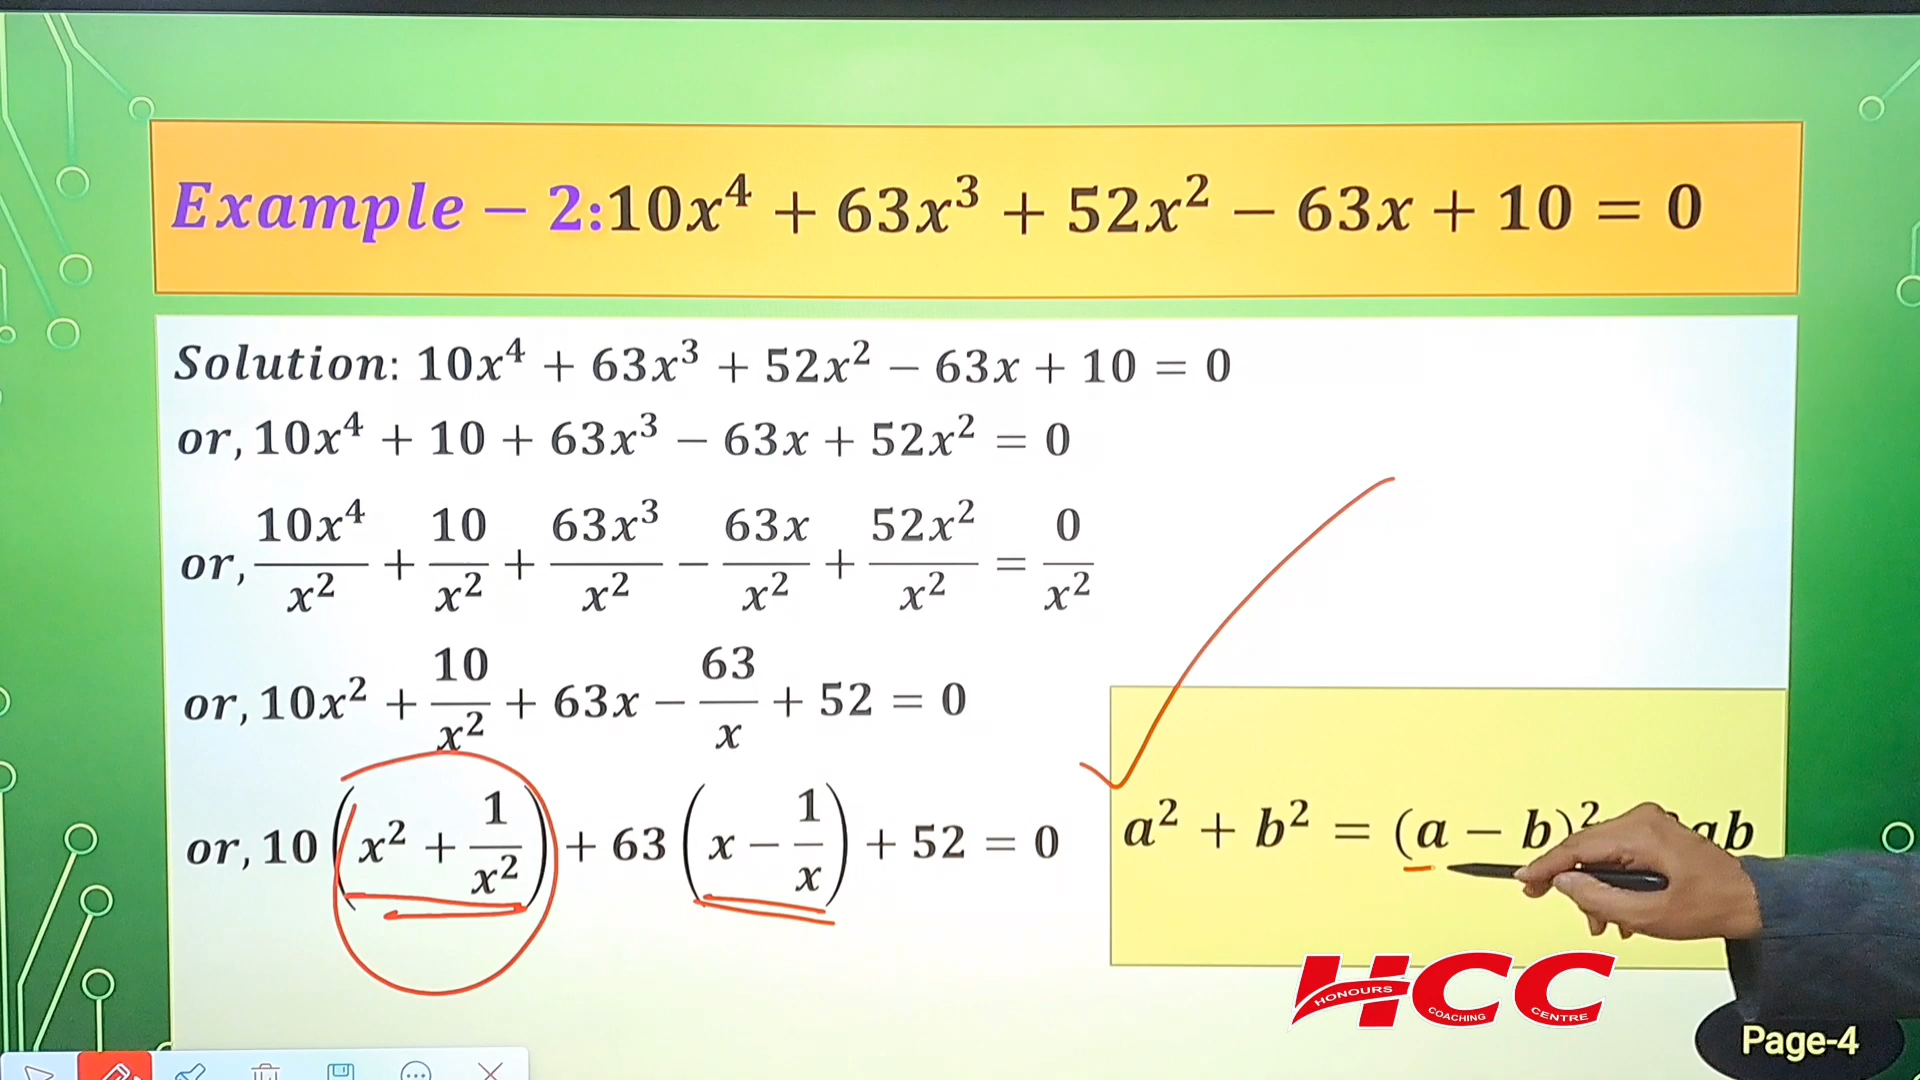 Example − 2:10x⁴ + 63x³ + 52x² − 63x + 10 = 0
Solution: 10x⁴ + 63x³ + 52x² − 63x + 10 = 0
or, 10x⁴ + 10 + 63x³ − 63x + 52x² = 0
or, 10x⁴/x² + 10/x² + 63x³/x² − 63x/x² + 52x²/x² = 0/x²
or, 10x² + 10/x² + 63x − 63/x + 52 = 0
or, 10(x² + 1/x²) + 63(x − 1/x) + 52 = 0
a² + b² = (a − b)² ab
HCC
HONOURS COACHING CENTRE
Page-4